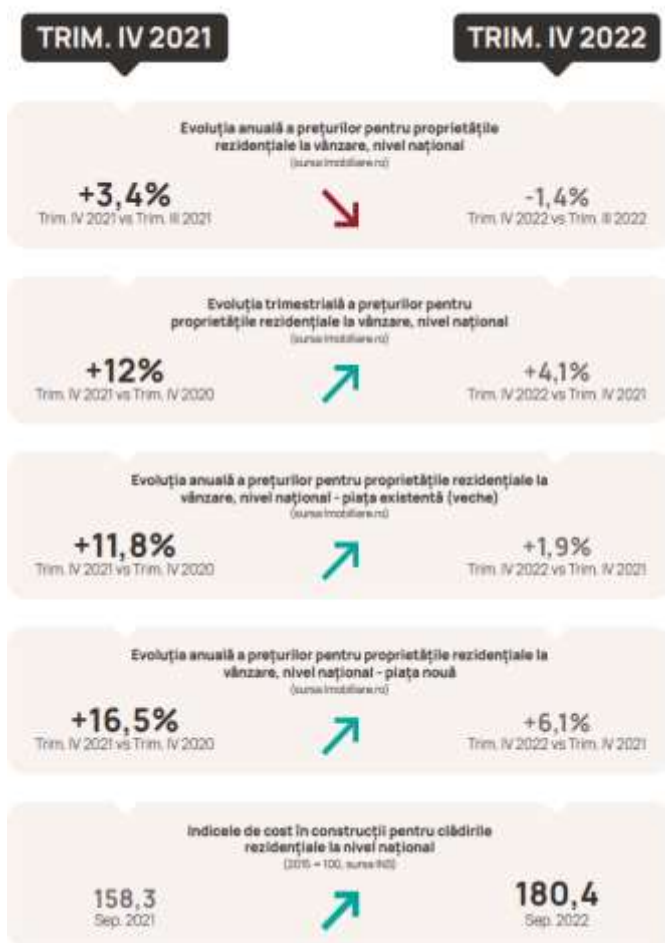 TRIM. IV 2021
TRIM. IV 2022
Evoluția anuală a prețurilor pentru proprietățile
rezidențiale la vânzare, nivel național
(sursa Imobiliare.ro)
+3,4%
Trim. IV 2021 vs Trim. III 2021
-1,4%
Trim. IV 2022 vs Trim. III 2022
Evoluția trimestrială a prețurilor pentru
proprietățile rezidențiale la vânzare, nivel național
(sursa Imobiliare.ro)
+12%
Trim. IV 2021 vs Trim. IV 2020
+4,1%
Trim. IV 2022 vs Trim. IV 2021
Evoluția anuală a prețurilor pentru proprietățile rezidențiale la
vânzare, nivel național - piața existentă (veche)
(sursa Imobiliare.ro)
+11,8%
Trim. IV 2021 vs Trim. IV 2020
+1,9%
Trim. IV 2022 vs Trim. IV 2021
Evoluția anuală a prețurilor pentru proprietățile rezidențiale la
vânzare, nivel național - piața nouă
(sursa Imobiliare.ro)
+16,5%
Trim. IV 2021 vs Trim. IV 2020
+6,1%
Trim. IV 2022 vs Trim. IV 2021
Indicele de cost în construcții pentru clădirile
rezidențiale la nivel național
(2015 = 100, sursa INS)
158,3
Sep. 2021
180,4
Sep. 2022